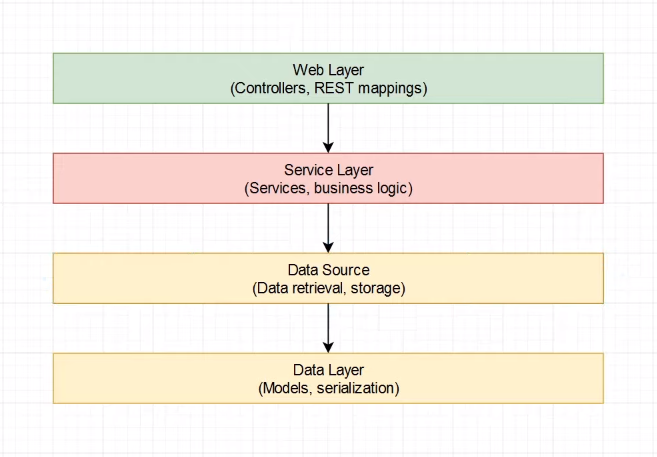 Web Layer
(Controllers, REST mappings)
Service Layer
(Services, business logic)
Data Source
(Data retrieval, storage)
Data Layer
(Models, serialization)